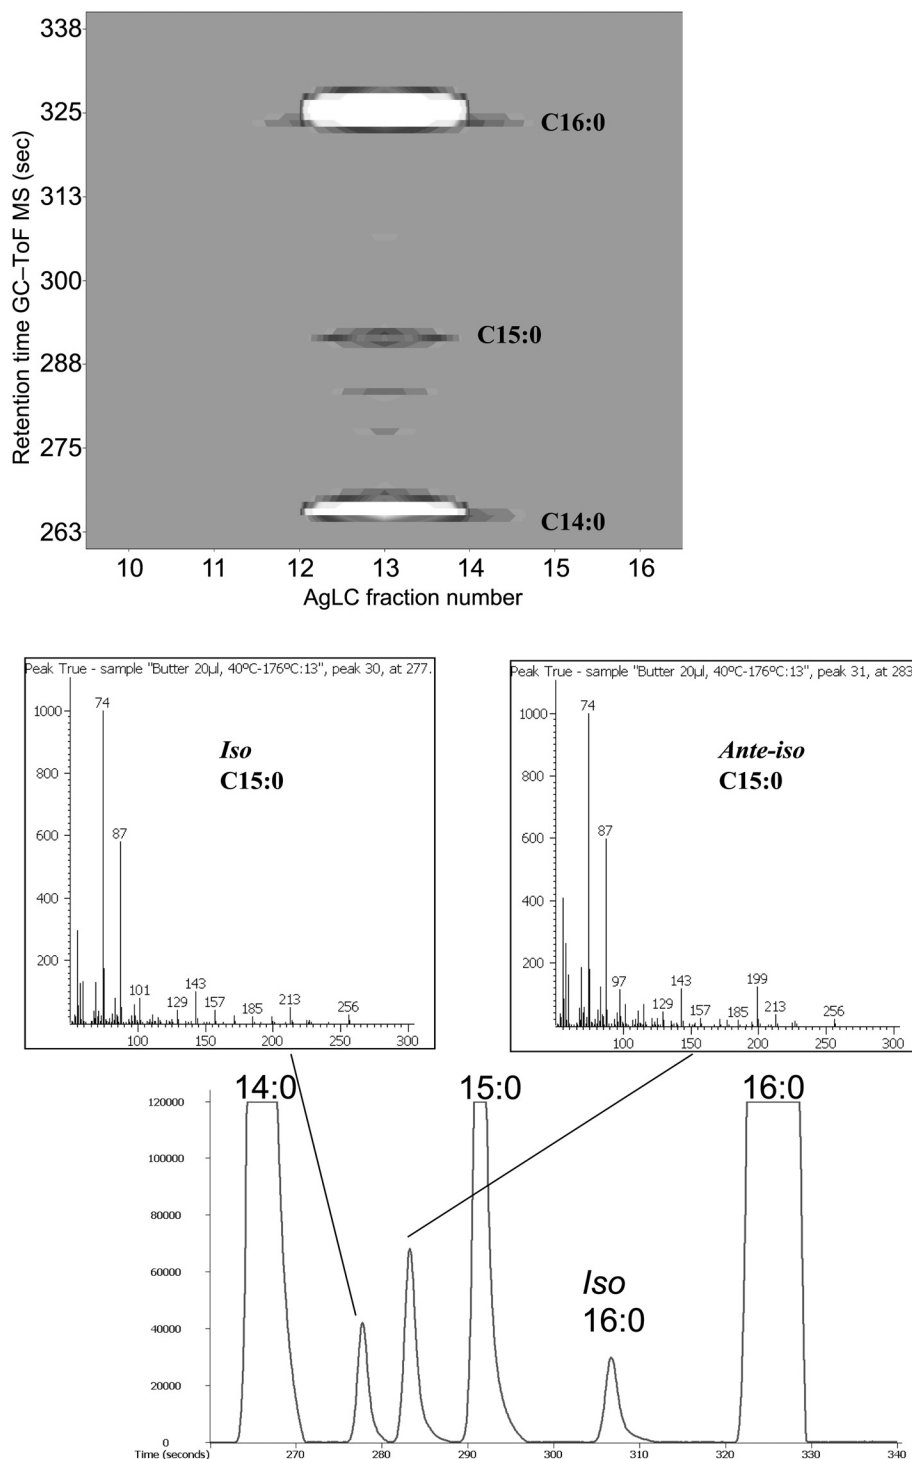 338
325
313
300
288
275
263
Retention time GC–ToF MS (sec)
C16:0
C15:0
C14:0
10 11 12 13 14 15 16
AgLC fraction number
Peak True - sample "Butter 20µl, 40ºC-176ºC:13", peak 30, at 277.
1000
800
600
400
200
74
87
101
129
143
157
185
213
256
Iso
C15:0
100 150 200 250 300
Peak True - sample "Butter 20µl, 40ºC-176ºC:13", peak 31, at 283
1000
800
600
400
200
74
87
97
129
143
157
185
199
213
256
Ante-iso
C15:0
100 150 200 250 300
14:0 15:0 16:0
120000
100000
80000
60000
40000
20000
0
Iso
16:0
Time (seconds) 270 280 290 300 310 320 330 340